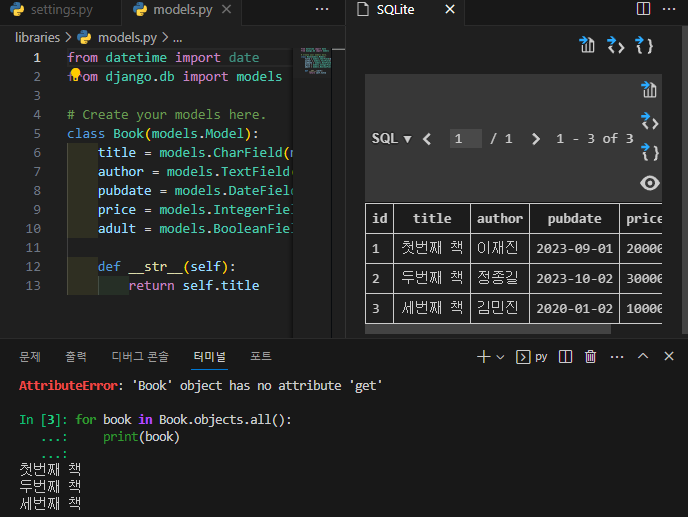 settings.py
models.py
libraries > models.py > ...
1 from datetime import date
2 from django.db import models
3
4 # Create your models here.
5 class Book(models.Model):
6 title = models.CharField(
7 author = models.TextField(
8 pubdate = models.DateField
9 price = models.IntegerFiel
10 adult = models.BooleanField
11
12 def __str__(self):
13 return self.title
SQLite
SQL 1 / 1 1 - 3 of 3
id title author pubdate price
1 첫번째 책 이재진 2023-09-01 20000
2 두번째 책 정종길 2023-10-02 30000
3 세번째 책 김민진 2020-01-02 10000
문제 출력 디버그 콘솔 터미널 포트
py
AttributeError: 'Book' object has no attribute 'get'
In [3]: for book in Book.objects.all():
...: print(book)
...:
첫번째 책
두번째 책
세번째 책